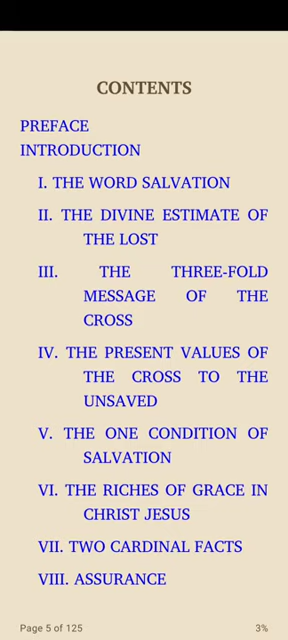 CONTENTS
PREFACE
INTRODUCTION
I. THE WORD SALVATION
II. THE DIVINE ESTIMATE OF
THE LOST
III. THE THREE-FOLD
MESSAGE OF THE
CROSS
IV. THE PRESENT VALUES OF
THE CROSS TO THE
UNSAVED
V. THE ONE CONDITION OF
SALVATION
VI. THE RICHES OF GRACE IN
CHRIST JESUS
VII. TWO CARDINAL FACTS
VIII. ASSURANCE
Page 5 of 125 3%